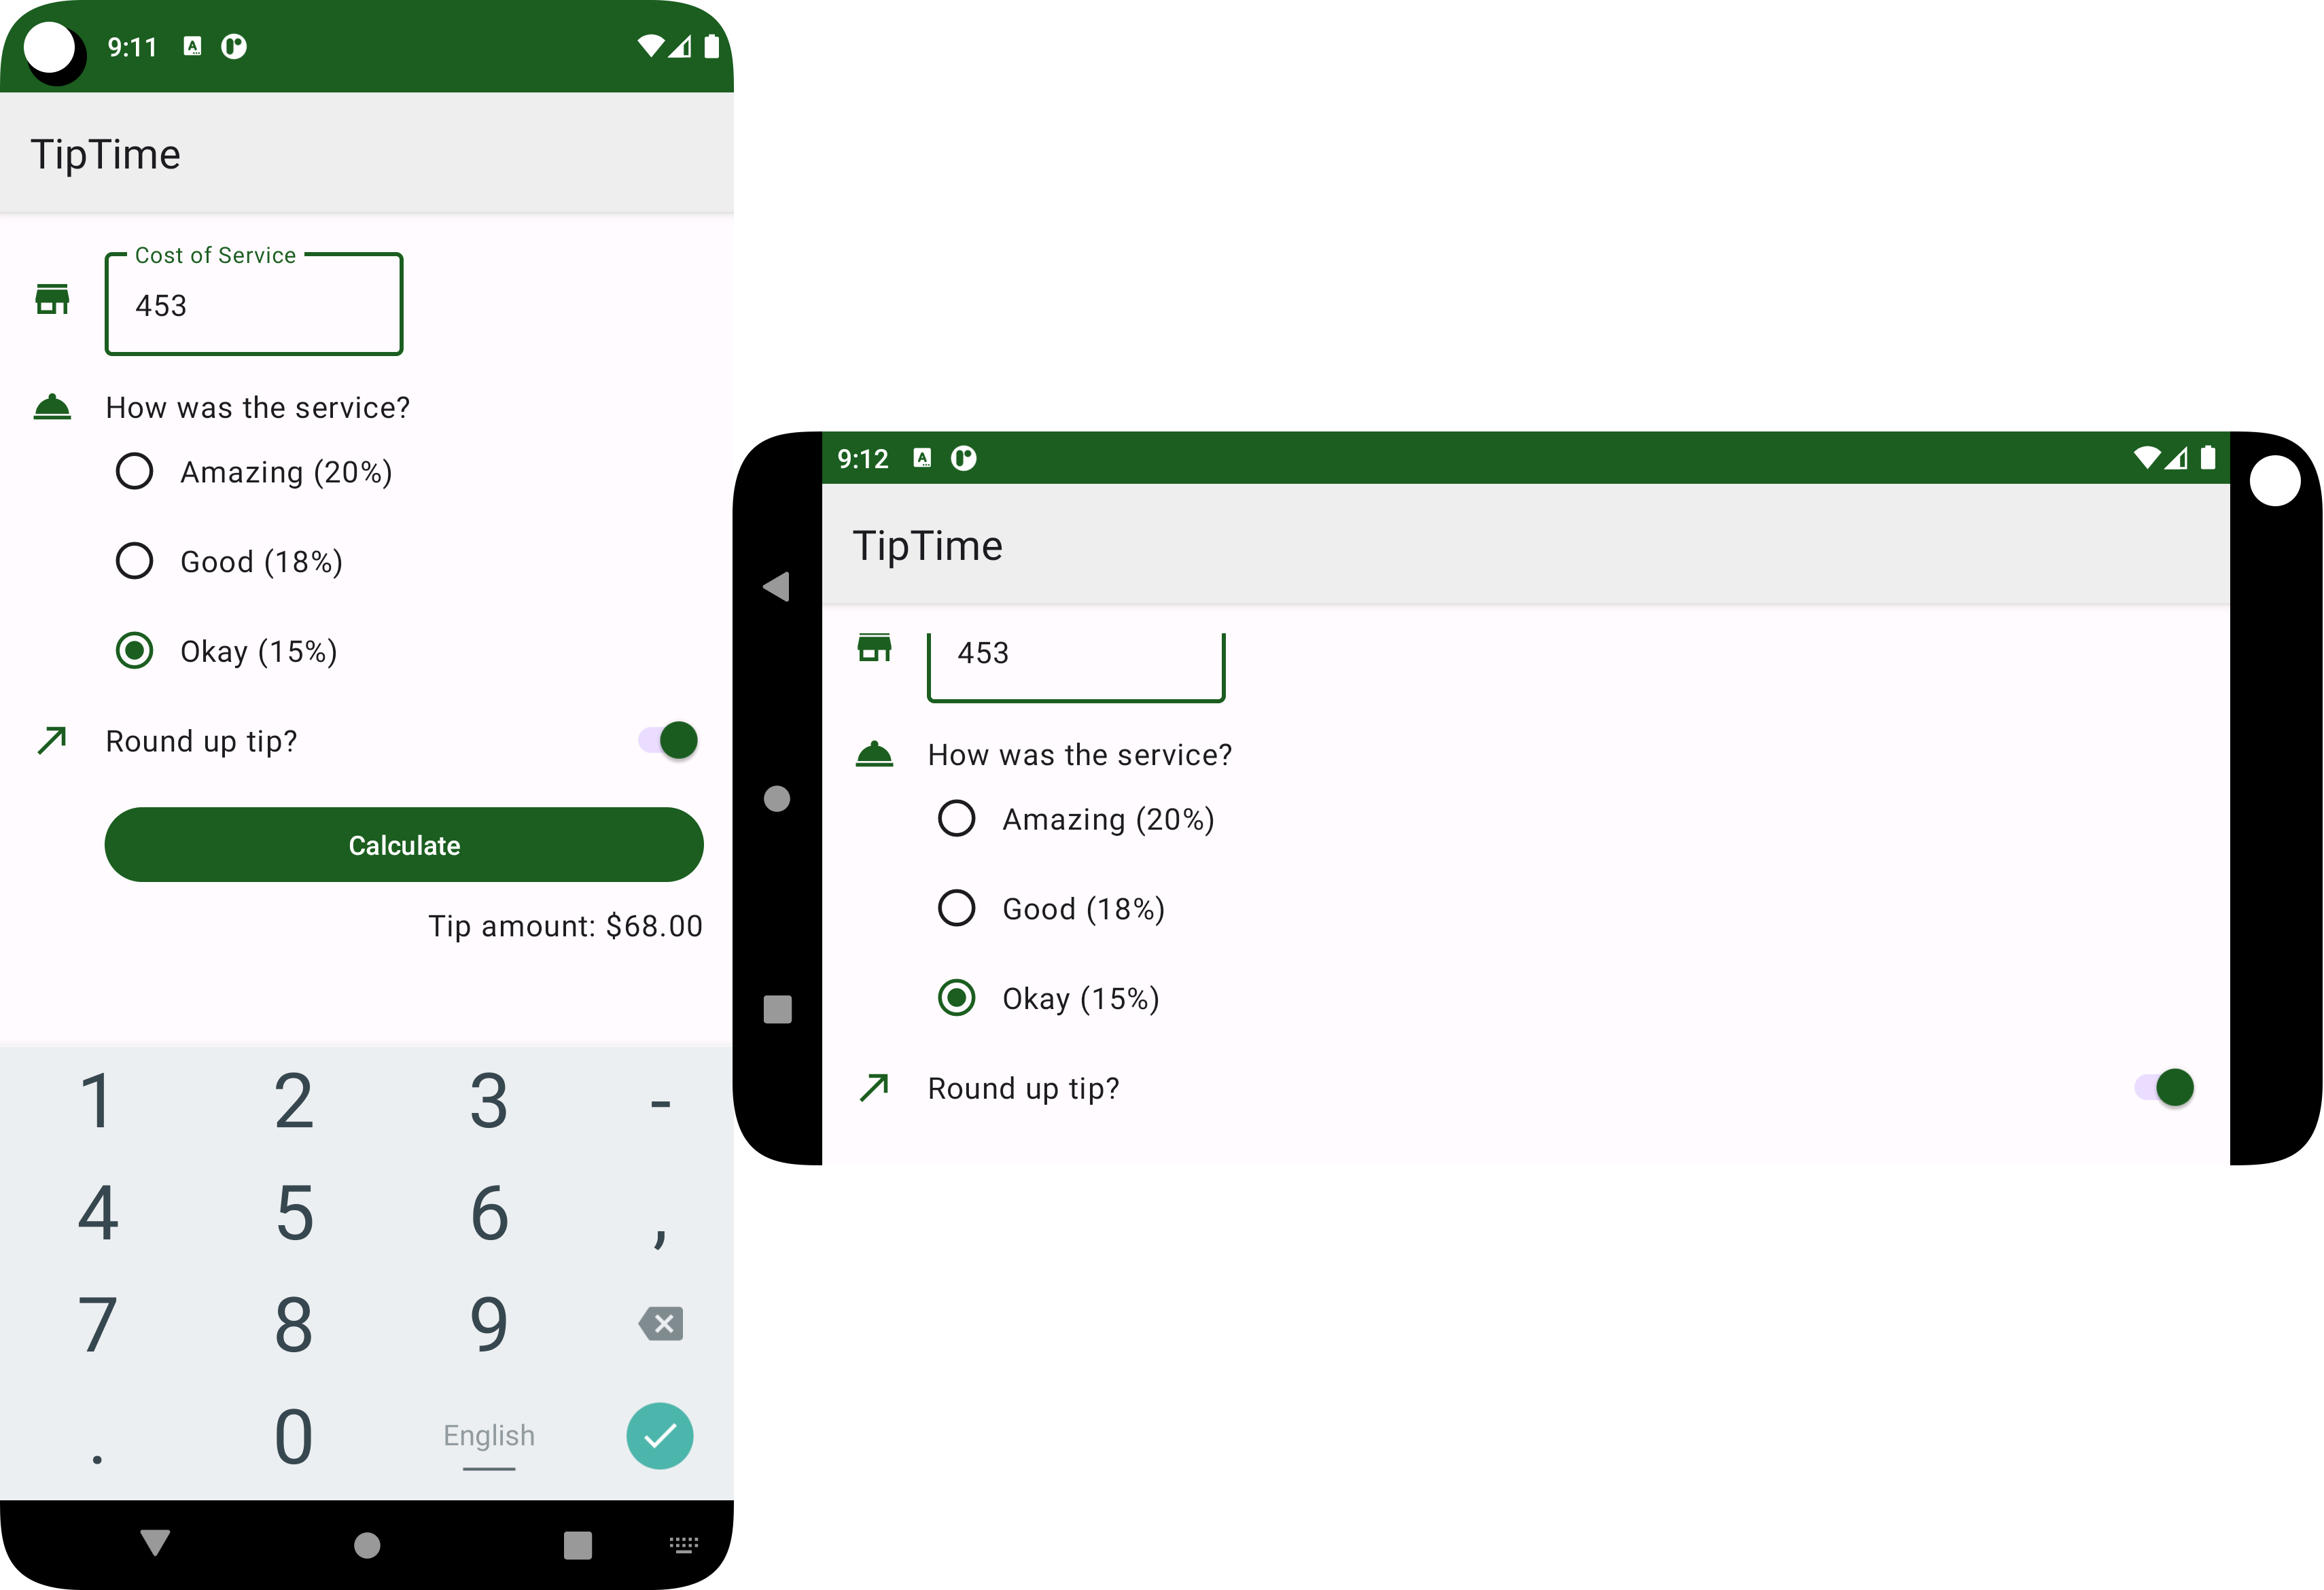 9:11
TipTime
Cost of Service
453
How was the service?
Amazing (20%)
Good (18%)
Okay (15%)
Round up tip?
Calculate
Tip amount: $68.00
1 2 3 -
4 5 6 ,
7 8 9
. 0 English
9:12
TipTime
453
How was the service?
Amazing (20%)
Good (18%)
Okay (15%)
Round up tip?